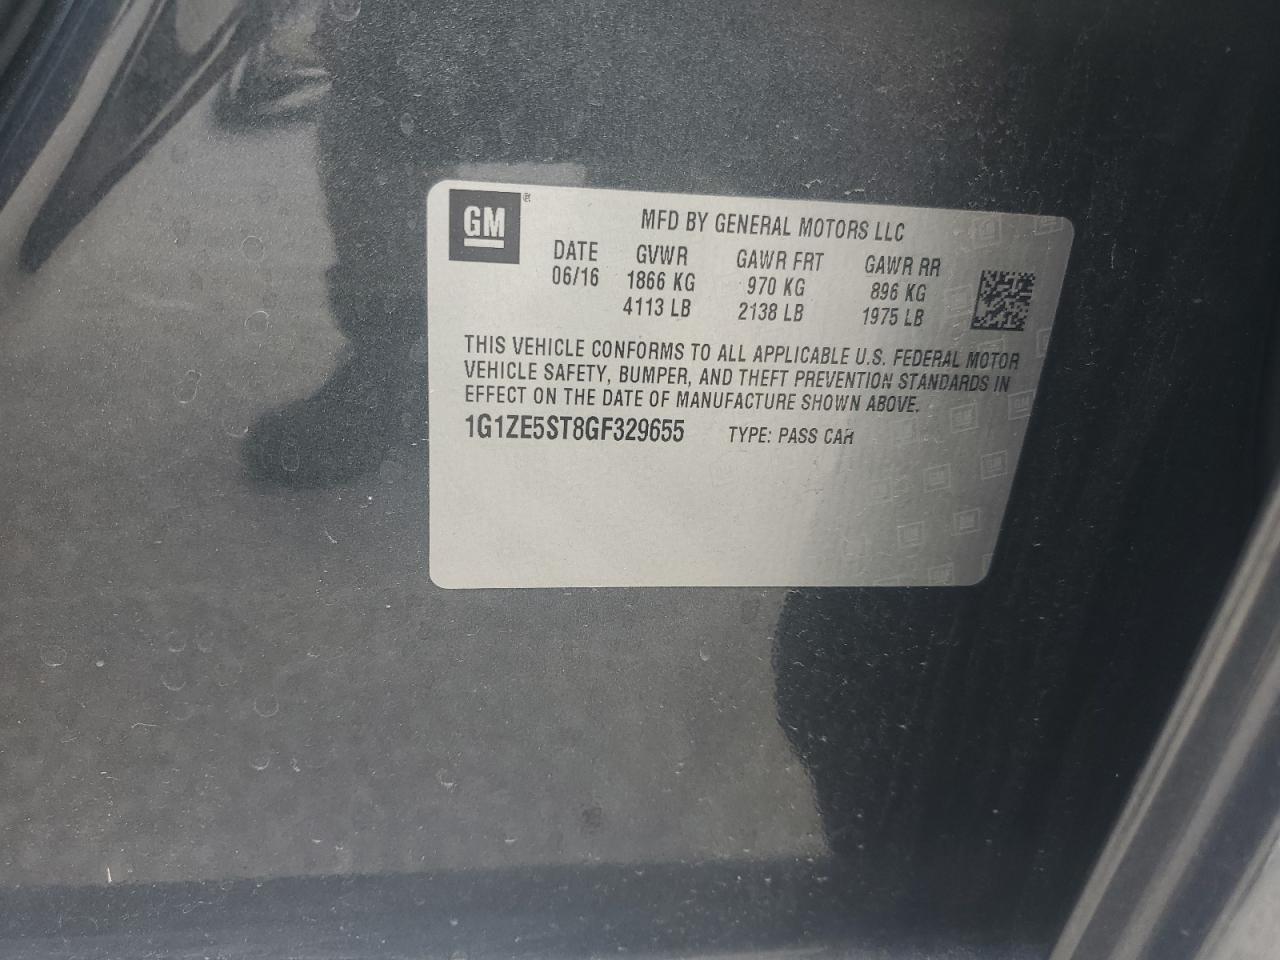 GM ®
MFD BY GENERAL MOTORS LLC
DATE GVWR GAWR FRT GAWR RR
06/16 1866 KG 970 KG 896 KG
4113 LB 2138 LB 1975 LB
THIS VEHICLE CONFORMS TO ALL APPLICABLE U.S. FEDERAL MOTOR
VEHICLE SAFETY, BUMPER, AND THEFT PREVENTION STANDARDS IN
EFFECT ON THE DATE OF MANUFACTURE SHOWN ABOVE.
1G1ZE5ST8GF329655 TYPE: PASS CAR